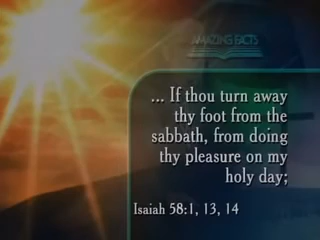 AMAZING FACTS
... If thou turn away
thy foot from the
sabbath, from doing
thy pleasure on my
holy day;
Isaiah 58:1, 13, 14